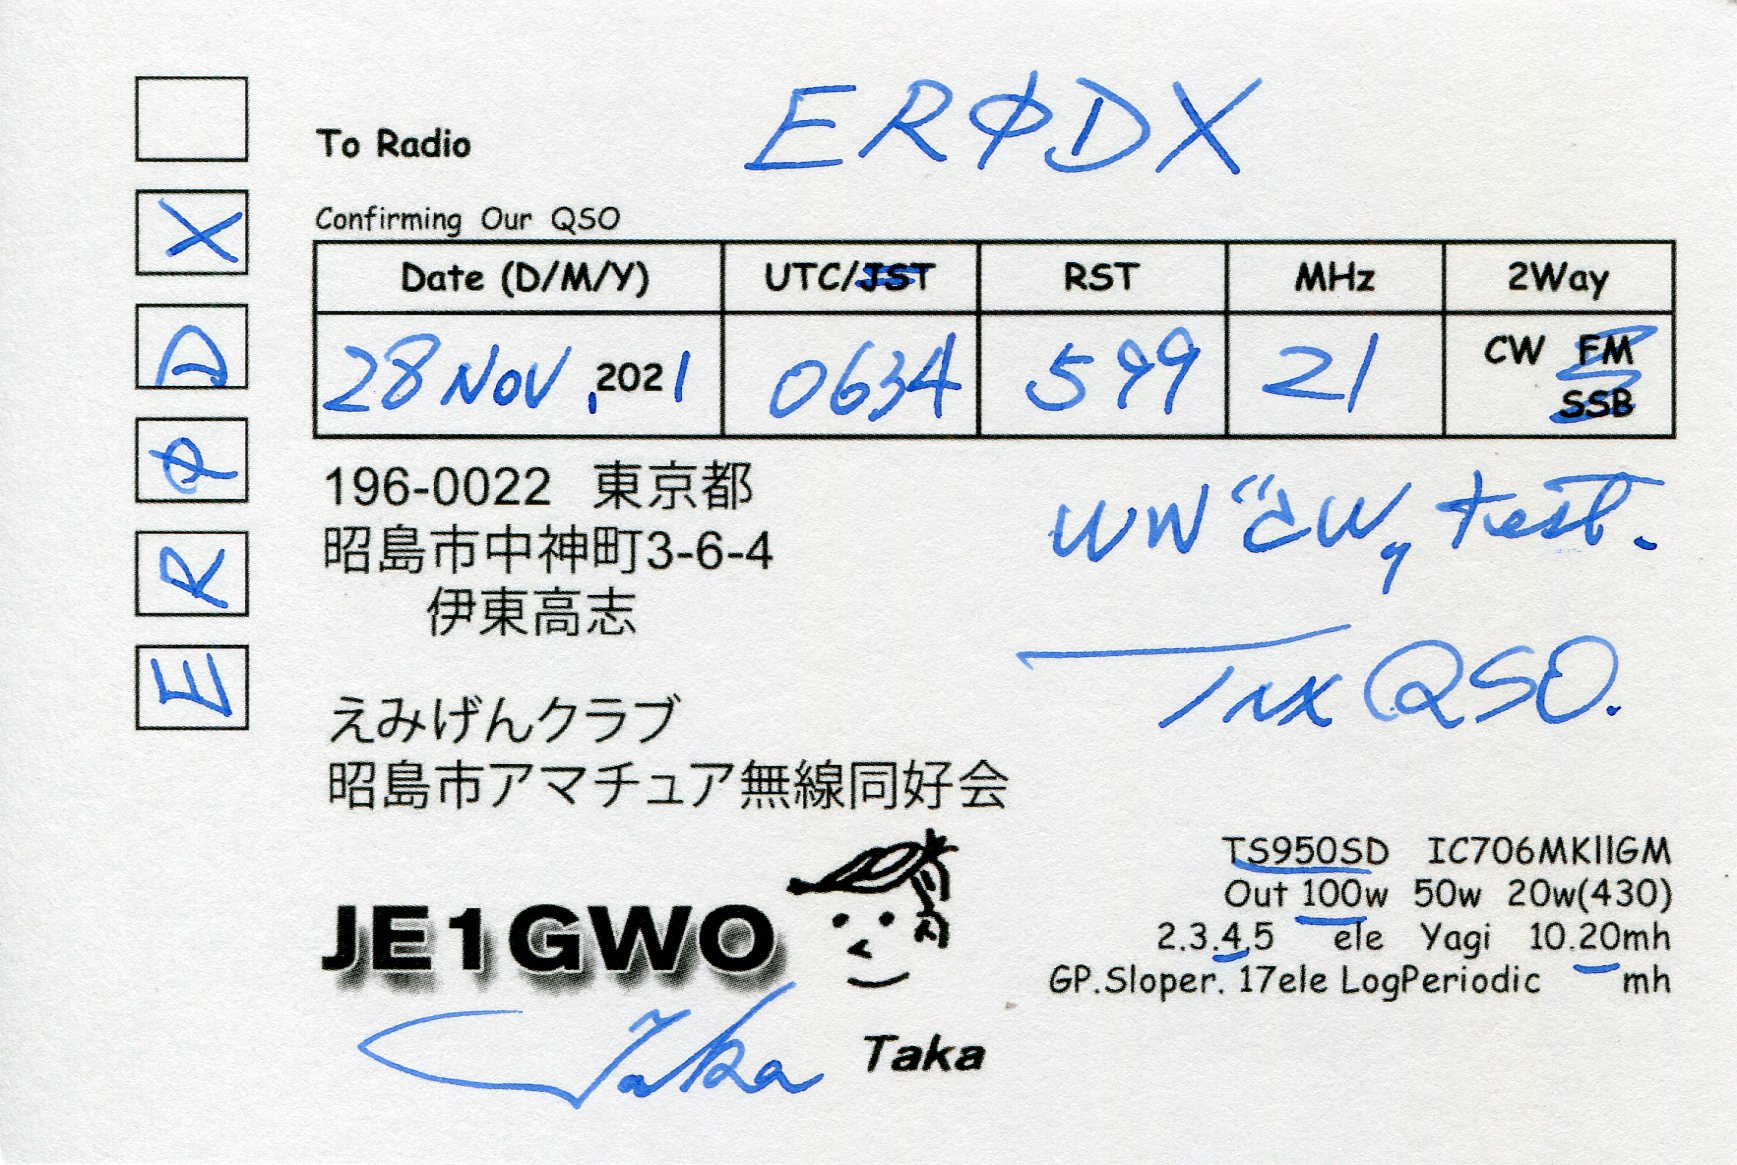 To Radio ERØDX
X
D
Ø
R
E
Confirming Our QSO
Date (D/M/Y) UTC/JST RST MHz 2Way
28 NOV, 2021 0634 599 21 CW FM
SSB
196-0022 東京都
昭島市中神町3-6-4
伊東高志
WW "CW" test.
TNX QSO.
えみげんクラブ
昭島市アマチュア無線同好会
TS950SD IC706MKllGM
Out 100w 50w 20w(430)
2.3.4.5 ele Yagi 10.20mh
GP.Sloper. 17ele LogPeriodic mh
JE1GWO
Taka
Taka